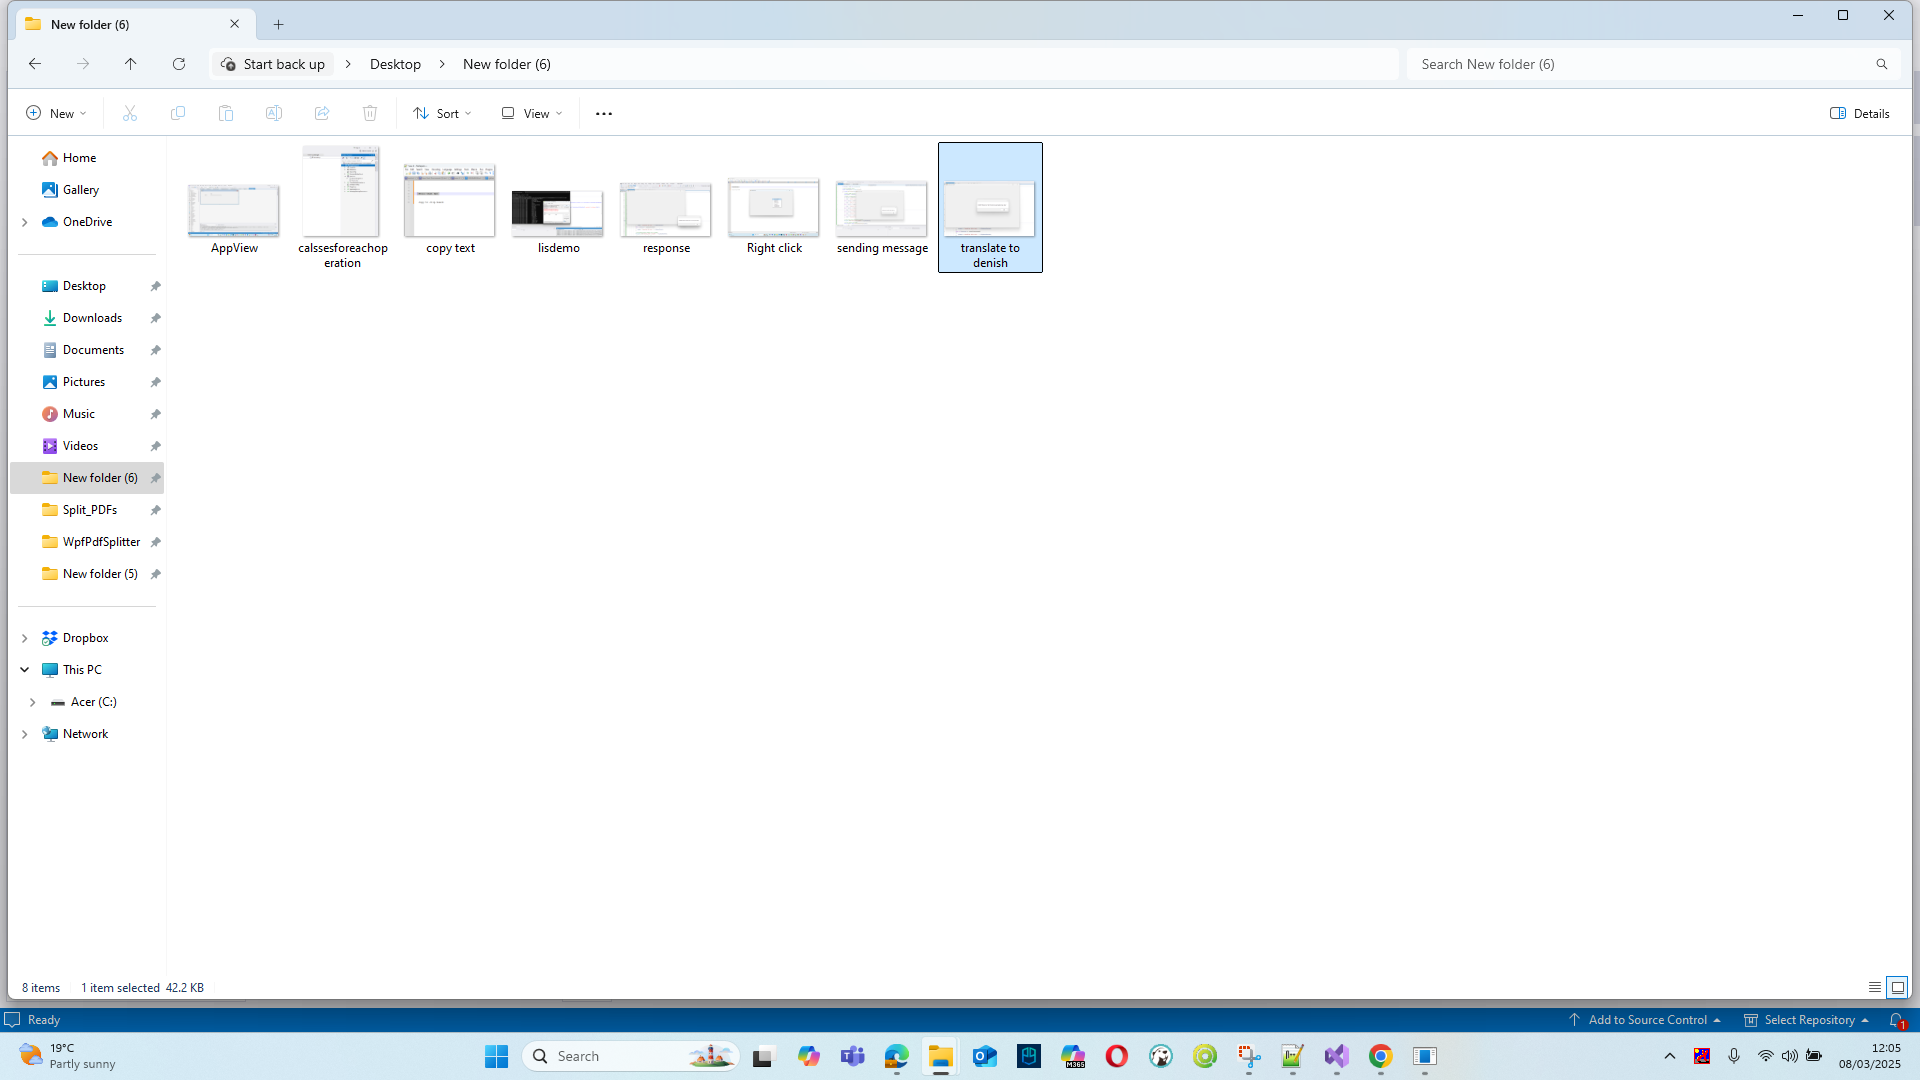 New folder (6)
Start back up
Desktop
New folder (6)
Search New folder (6)
New
Sort
View
Details
Home
Gallery
OneDrive
Desktop
Downloads
Documents
Pictures
Music
Videos
New folder (6)
Split_PDFs
WpfPdfSplitter
New folder (5)
Dropbox
This PC
Acer (C:)
Network
AppView
calssesforeachop
eration
copy text
lisdemo
response
Right click
sending message
translate to
denish
8 items
1 item selected 42.2 KB
Ready
Add to Source Control
Select Repository
1
19°C
Partly sunny
Search
M365
12:05
08/03/2025